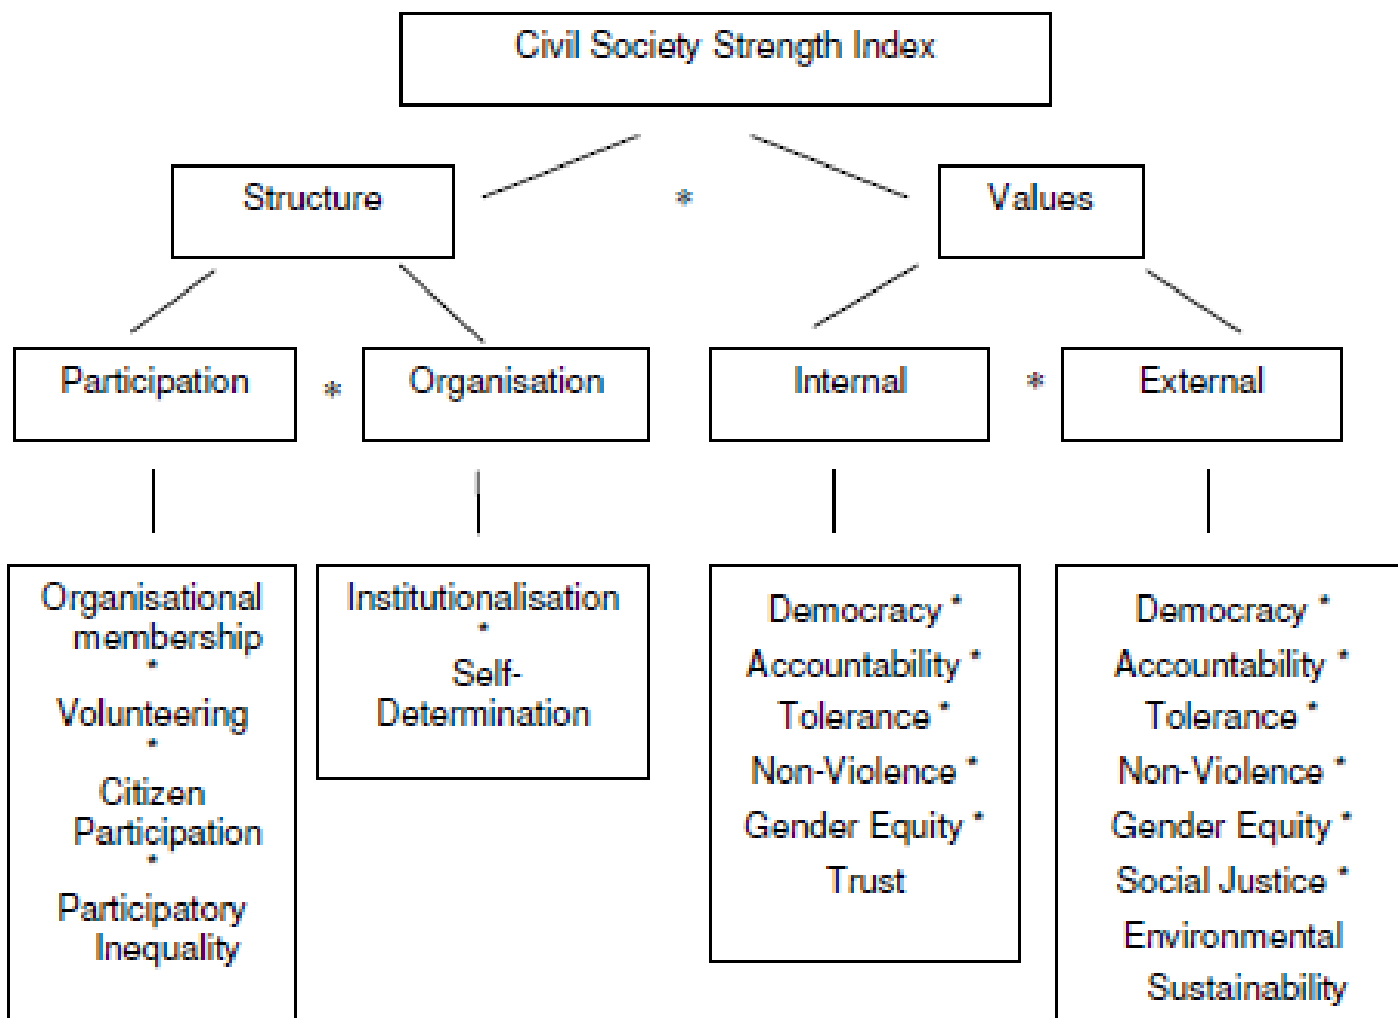 Civil Society Strength Index
Structure
*
Values
Participation
*
Organisation
Internal
*
External
Organisational
membership
*
Volunteering
*
Citizen
Participation
*
Participatory
Inequality
Institutionalisation
*
Self-
Determination
Democracy *
Accountability *
Tolerance *
Non-Violence *
Gender Equity *
Trust
Democracy *
Accountability *
Tolerance *
Non-Violence *
Gender Equity *
Social Justice *
Environmental
Sustainability